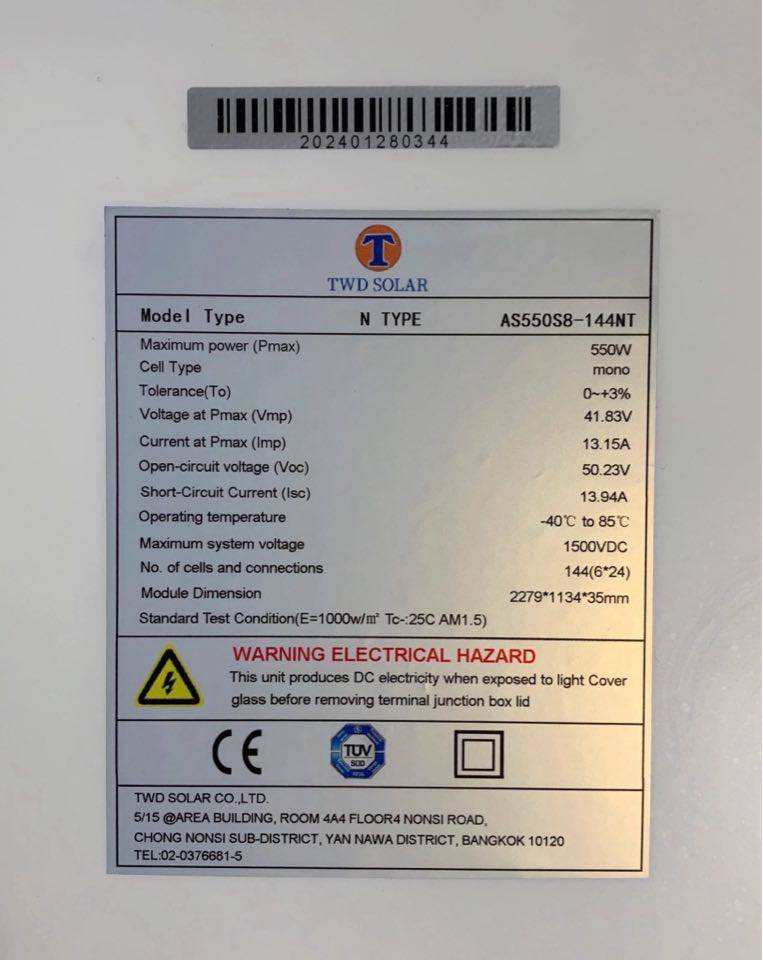 202401280344
T
TWD SOLAR
Model Type N TYPE AS550S8-144NT
Maximum power (Pmax) 550W
Cell Type mono
Tolerance(To) 0~+3%
Voltage at Pmax (Vmp) 41.83V
Current at Pmax (Imp) 13.15A
Open-circuit voltage (Voc) 50.23V
Short-Circuit Current (Isc) 13.94A
Operating temperature -40℃ to 85℃
Maximum system voltage 1500VDC
No. of cells and connections 144(6*24)
Module Dimension 2279*1134*35mm
Standard Test Condition(E=1000w/㎡ Tc-:25C AM1.5)
WARNING ELECTRICAL HAZARD
This unit produces DC electricity when exposed to light Cover
glass before removing terminal junction box lid
CE
TÜV
SÜD
TWD SOLAR CO.,LTD.
5/15 @AREA BUILDING, ROOM 4A4 FLOOR4 NONSI ROAD,
CHONG NONSI SUB-DISTRICT, YAN NAWA DISTRICT, BANGKOK 10120
TEL:02-0376681-5